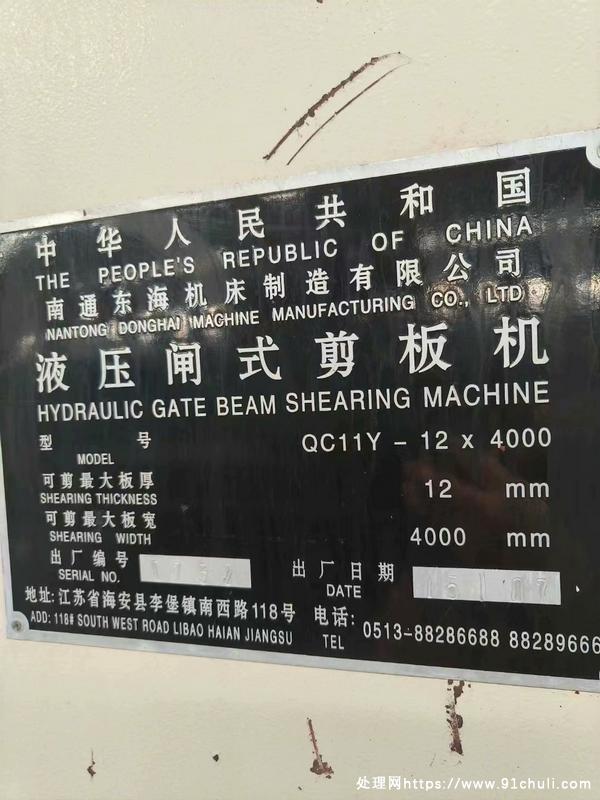 中华人民共和国
THE PEOPLE'S REPUBLIC OF CHINA
南通东海机床制造有限公司
NANTONG DONGHAI MACHINE MANUFACTURING CO., LTD
液压闸式剪板机
HYDRAULIC GATE BEAM SHEARING MACHINE
型号 QC11Y - 12 x 4000
MODEL
可剪最大板厚 12 mm
SHEARING THICKNESS
可剪最大板宽 4000 mm
SHEARING WIDTH
出厂编号 出厂日期
SERIAL NO. DATE
地址: 江苏省海安县李堡镇南西路118号 电话: 0513-88286688 88289666
ADD: 118# SOUTH WEST ROAD LIBAO HAIAN JIANGSU TEL
处理网https://www.91chuli.com